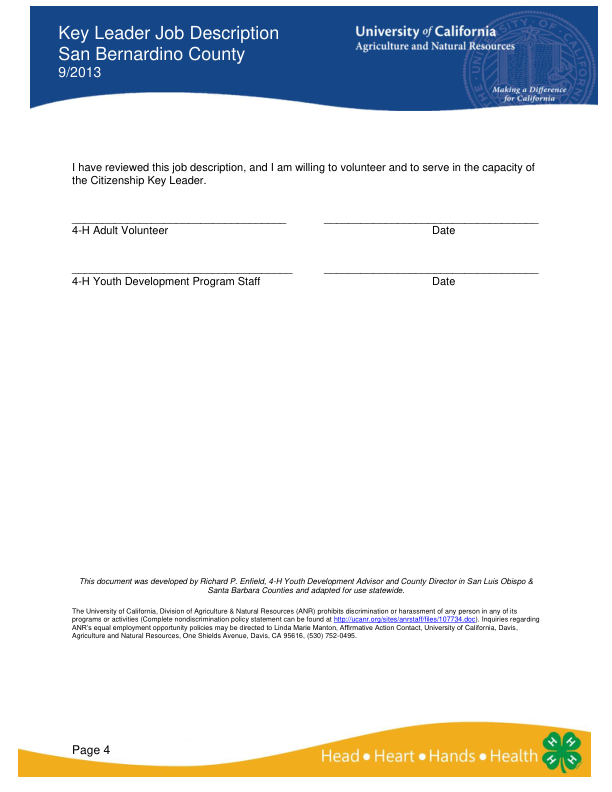 Key Leader Job Description
San Bernardino County
9/2013
University of California
Agriculture and Natural Resources
Making a Difference
for California
I have reviewed this job description, and I am willing to volunteer and to serve in the capacity of
the Citizenship Key Leader.
4-H Adult Volunteer Date
4-H Youth Development Program Staff Date
This document was developed by Richard P. Enfield, 4-H Youth Development Advisor and County Director in San Luis Obispo &
Santa Barbara Counties and adapted for use statewide.
The University of California, Division of Agriculture & Natural Resources (ANR) prohibits discrimination or harassment of any person in any of its
programs or activities (Complete nondiscrimination policy statement can be found at http://ucanr.org/sites/anrstaff/files/107734.doc). Inquiries regarding
ANR's equal employment opportunity policies may be directed to Linda Marie Manton, Affirmative Action Contact, University of California, Davis,
Agriculture and Natural Resources, One Shields Avenue, Davis, CA 95616, (530) 752-0495.
Page 4
Head • Heart • Hands • Health
H H
H H